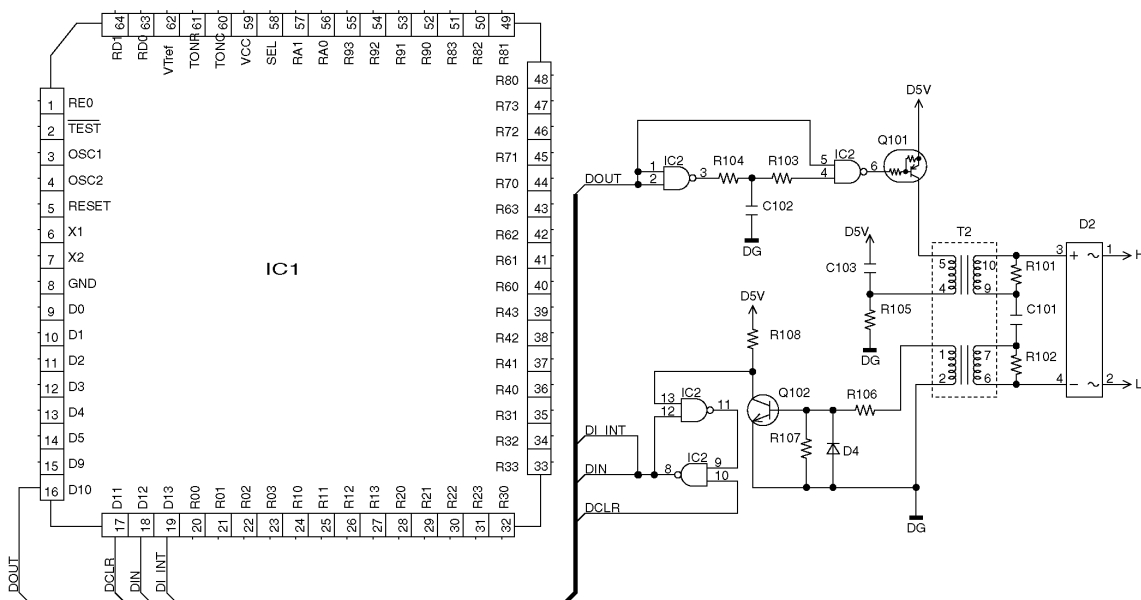 64 63 62 61 60 59 58 57 56 55 54 53 52 51 50 49
RD1 RD0 VTref TONR TONC VCC SEL RA1 RA0 R93 R92 R91 R90 R83 R82 R81
1 RE0
2 TEST
3 OSC1
4 OSC2
5 RESET
6 X1
7 X2
8 GND
9 D0
10 D1
11 D2
12 D3
13 D4
14 D5
15 D9
16 D10
IC1
R80 48
R73 47
R72 46
R71 45
R70 44
R63 43
R62 42
R61 41
R60 40
R43 39
R42 38
R41 37
R40 36
R31 35
R32 34
R33 33
D11 D12 D13 R00 R01 R02 R03 R10 R11 R12 R13 R20 R21 R22 R23 R30
17 18 19 20 21 22 23 24 25 26 27 28 29 30 31 32
DOUT DCLR DIN DI INT
D5V
Q101
DOUT
1 2 IC2 3
R104
R103
5 4 IC2 6
C102
DG
D5V
C103
R105
DG
T2
5 4 10 9
1 2 7 6
R101
C101
R102
D2
3 + ~ 1 H
4 − ~ 2 L
D5V
R108
13 12 IC2 11
Q102
R106
R107
D4
DI INT
DIN
8 IC2 9 10
DCLR
DG